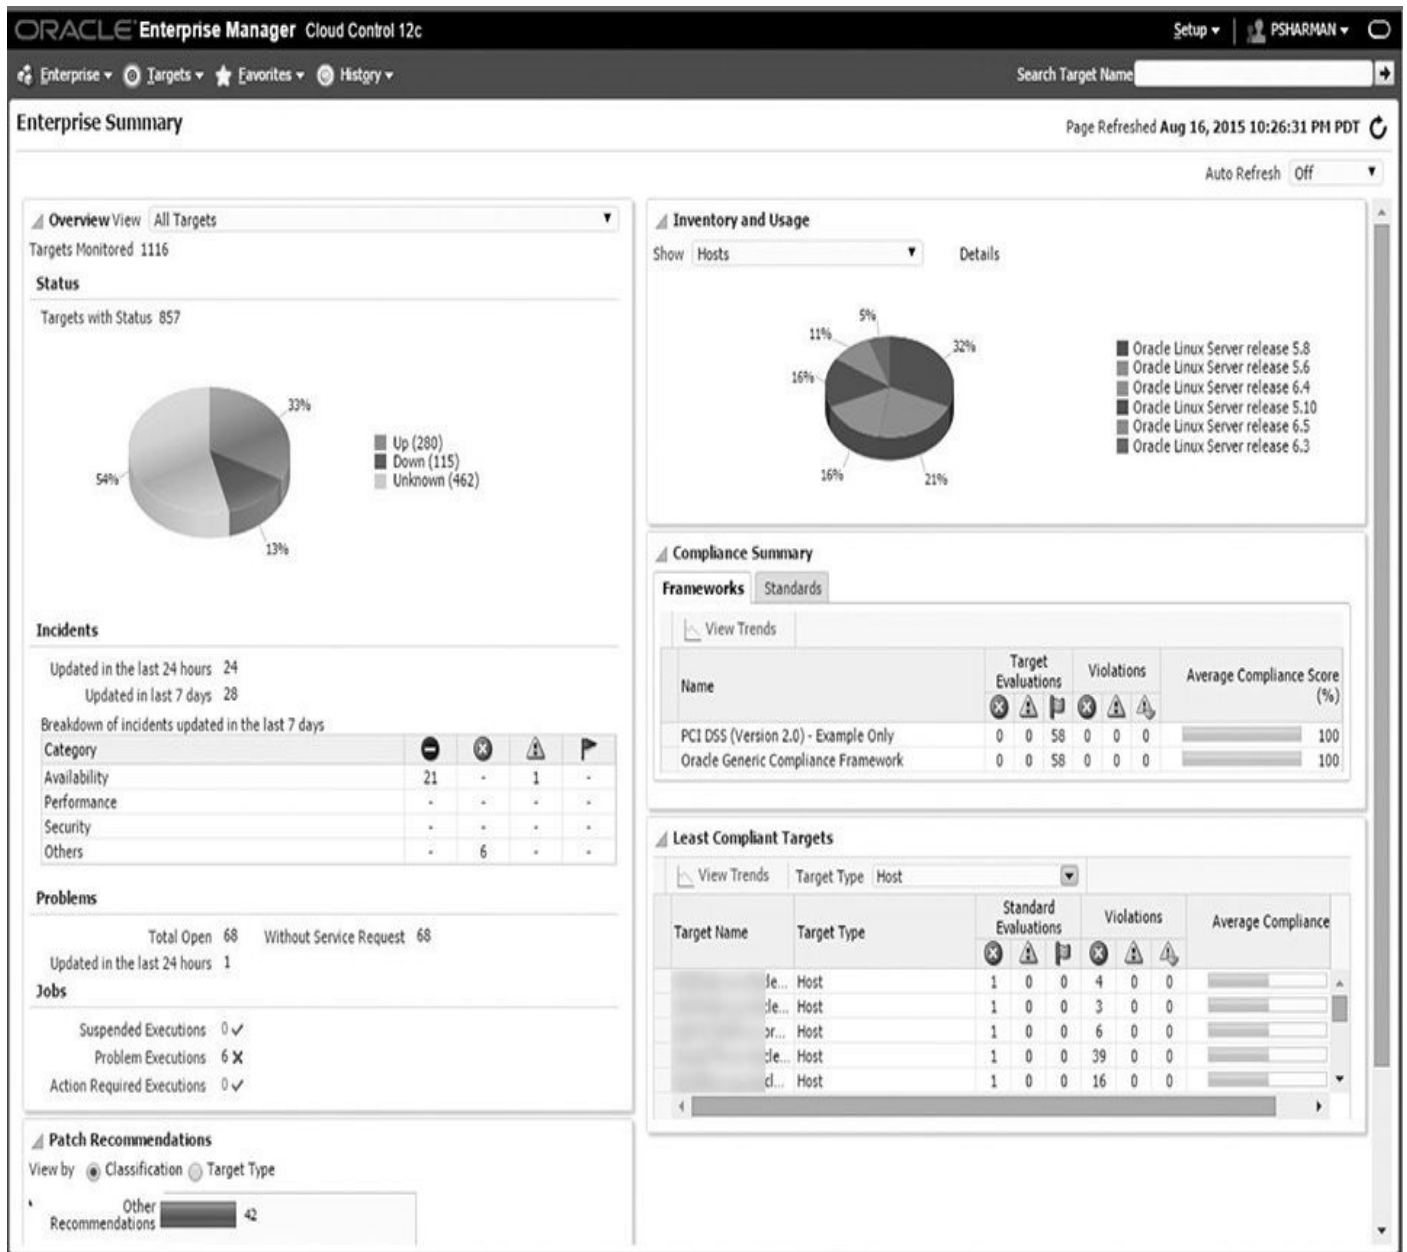 ORACLE Enterprise Manager Cloud Control 12c
Setup PSHARMAN
Enterprise Targets Favorites History
Search Target Name
Enterprise Summary
Page Refreshed Aug 16, 2015 10:26:31 PM PDT
Auto Refresh Off
Overview View All Targets
Targets Monitored 1116
Status
Targets with Status 857
33%
54%
13%
Up (280)
Down (115)
Unknown (462)
Incidents
Updated in the last 24 hours 24
Updated in last 7 days 28
Breakdown of incidents updated in the last 7 days
Category
Availability 21 - 1 -
Performance - - - -
Security - - - -
Others - 6 - -
Problems
Total Open 68 Without Service Request 68
Updated in the last 24 hours 1
Jobs
Suspended Executions 0
Problem Executions 6
Action Required Executions 0
Patch Recommendations
View by Classification Target Type
Other
Recommendations
42
Inventory and Usage
Show Hosts Details
5%
11%
32%
16%
16%
21%
Oracle Linux Server release 5.8
Oracle Linux Server release 5.6
Oracle Linux Server release 6.4
Oracle Linux Server release 5.10
Oracle Linux Server release 6.5
Oracle Linux Server release 6.3
Compliance Summary
Frameworks Standards
View Trends
Name
Target
Evaluations
Violations
Average Compliance Score
(%)
PCI DSS (Version 2.0) - Example Only 0 0 58 0 0 0 100
Oracle Generic Compliance Framework 0 0 58 0 0 0 100
Least Compliant Targets
View Trends Target Type Host
Target Name
Target Type
Standard
Evaluations
Violations
Average Compliance
Host 1 0 0 4 0 0
Host 1 0 0 3 0 0
Host 1 0 0 6 0 0
Host 1 0 0 39 0 0
Host 1 0 0 16 0 0